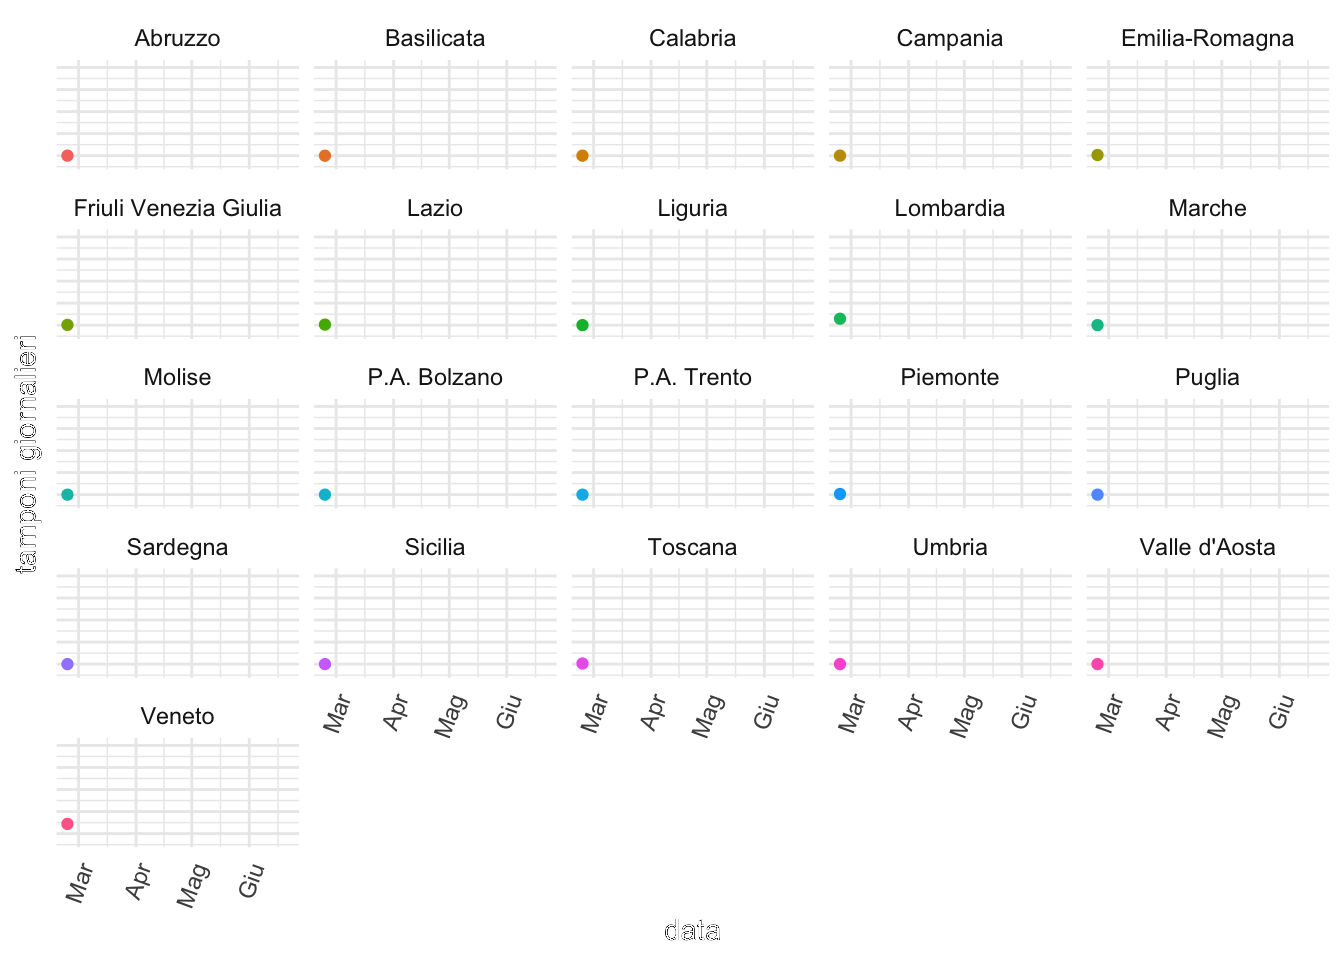 Abruzzo Basilicata Calabria Campania Emilia-Romagna
Friuli Venezia Giulia Lazio Liguria Lombardia Marche
Molise P.A. Bolzano P.A. Trento Piemonte Puglia
tamponi giornalieri
Sardegna Sicilia Toscana Umbria Valle d'Aosta
Mar Apr Mag Giu Mar Apr Mag Giu Mar Apr Mag Giu Mar Apr Mag Giu
Veneto
Mar Apr Mag Giu
data